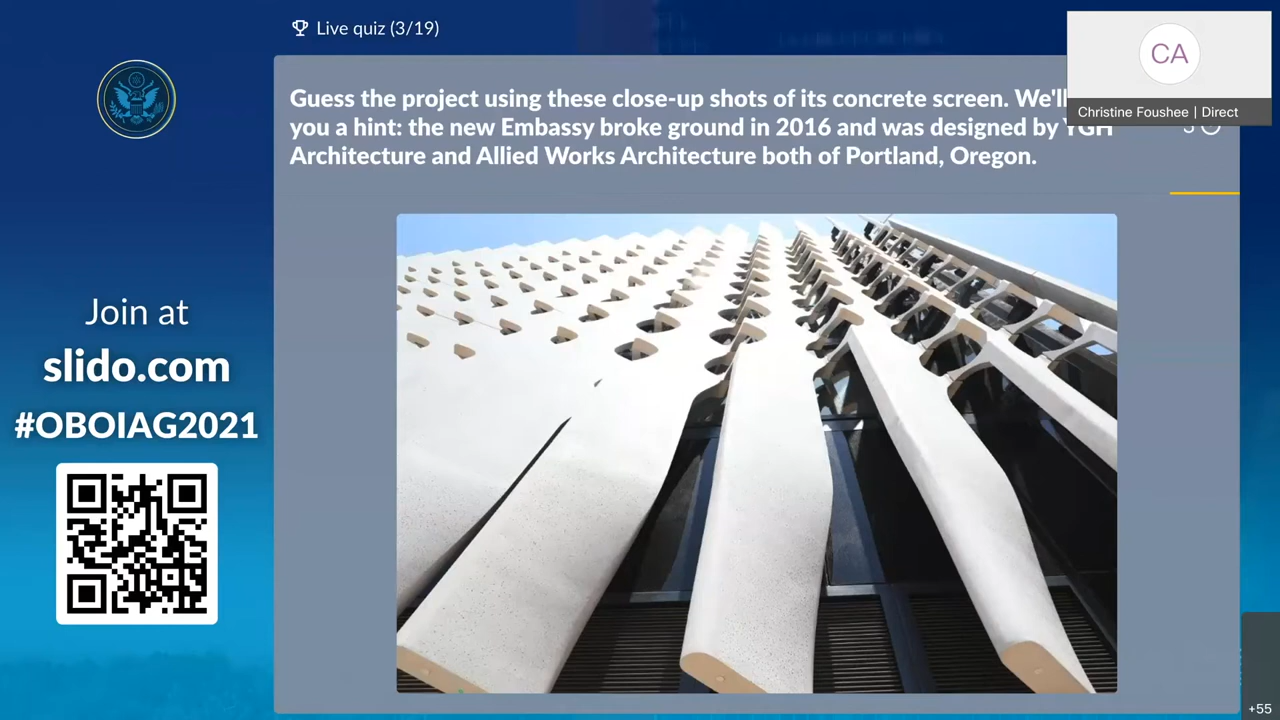 Live quiz (3/19)
Guess the project using these close-up shots of its concrete screen. We'll
you a hint: the new Embassy broke ground in 2016 and was designed by YGH
Architecture and Allied Works Architecture both of Portland, Oregon.
CA
Christine Foushee | Direct
Join at
slido.com
#OBOIAG2021
+55